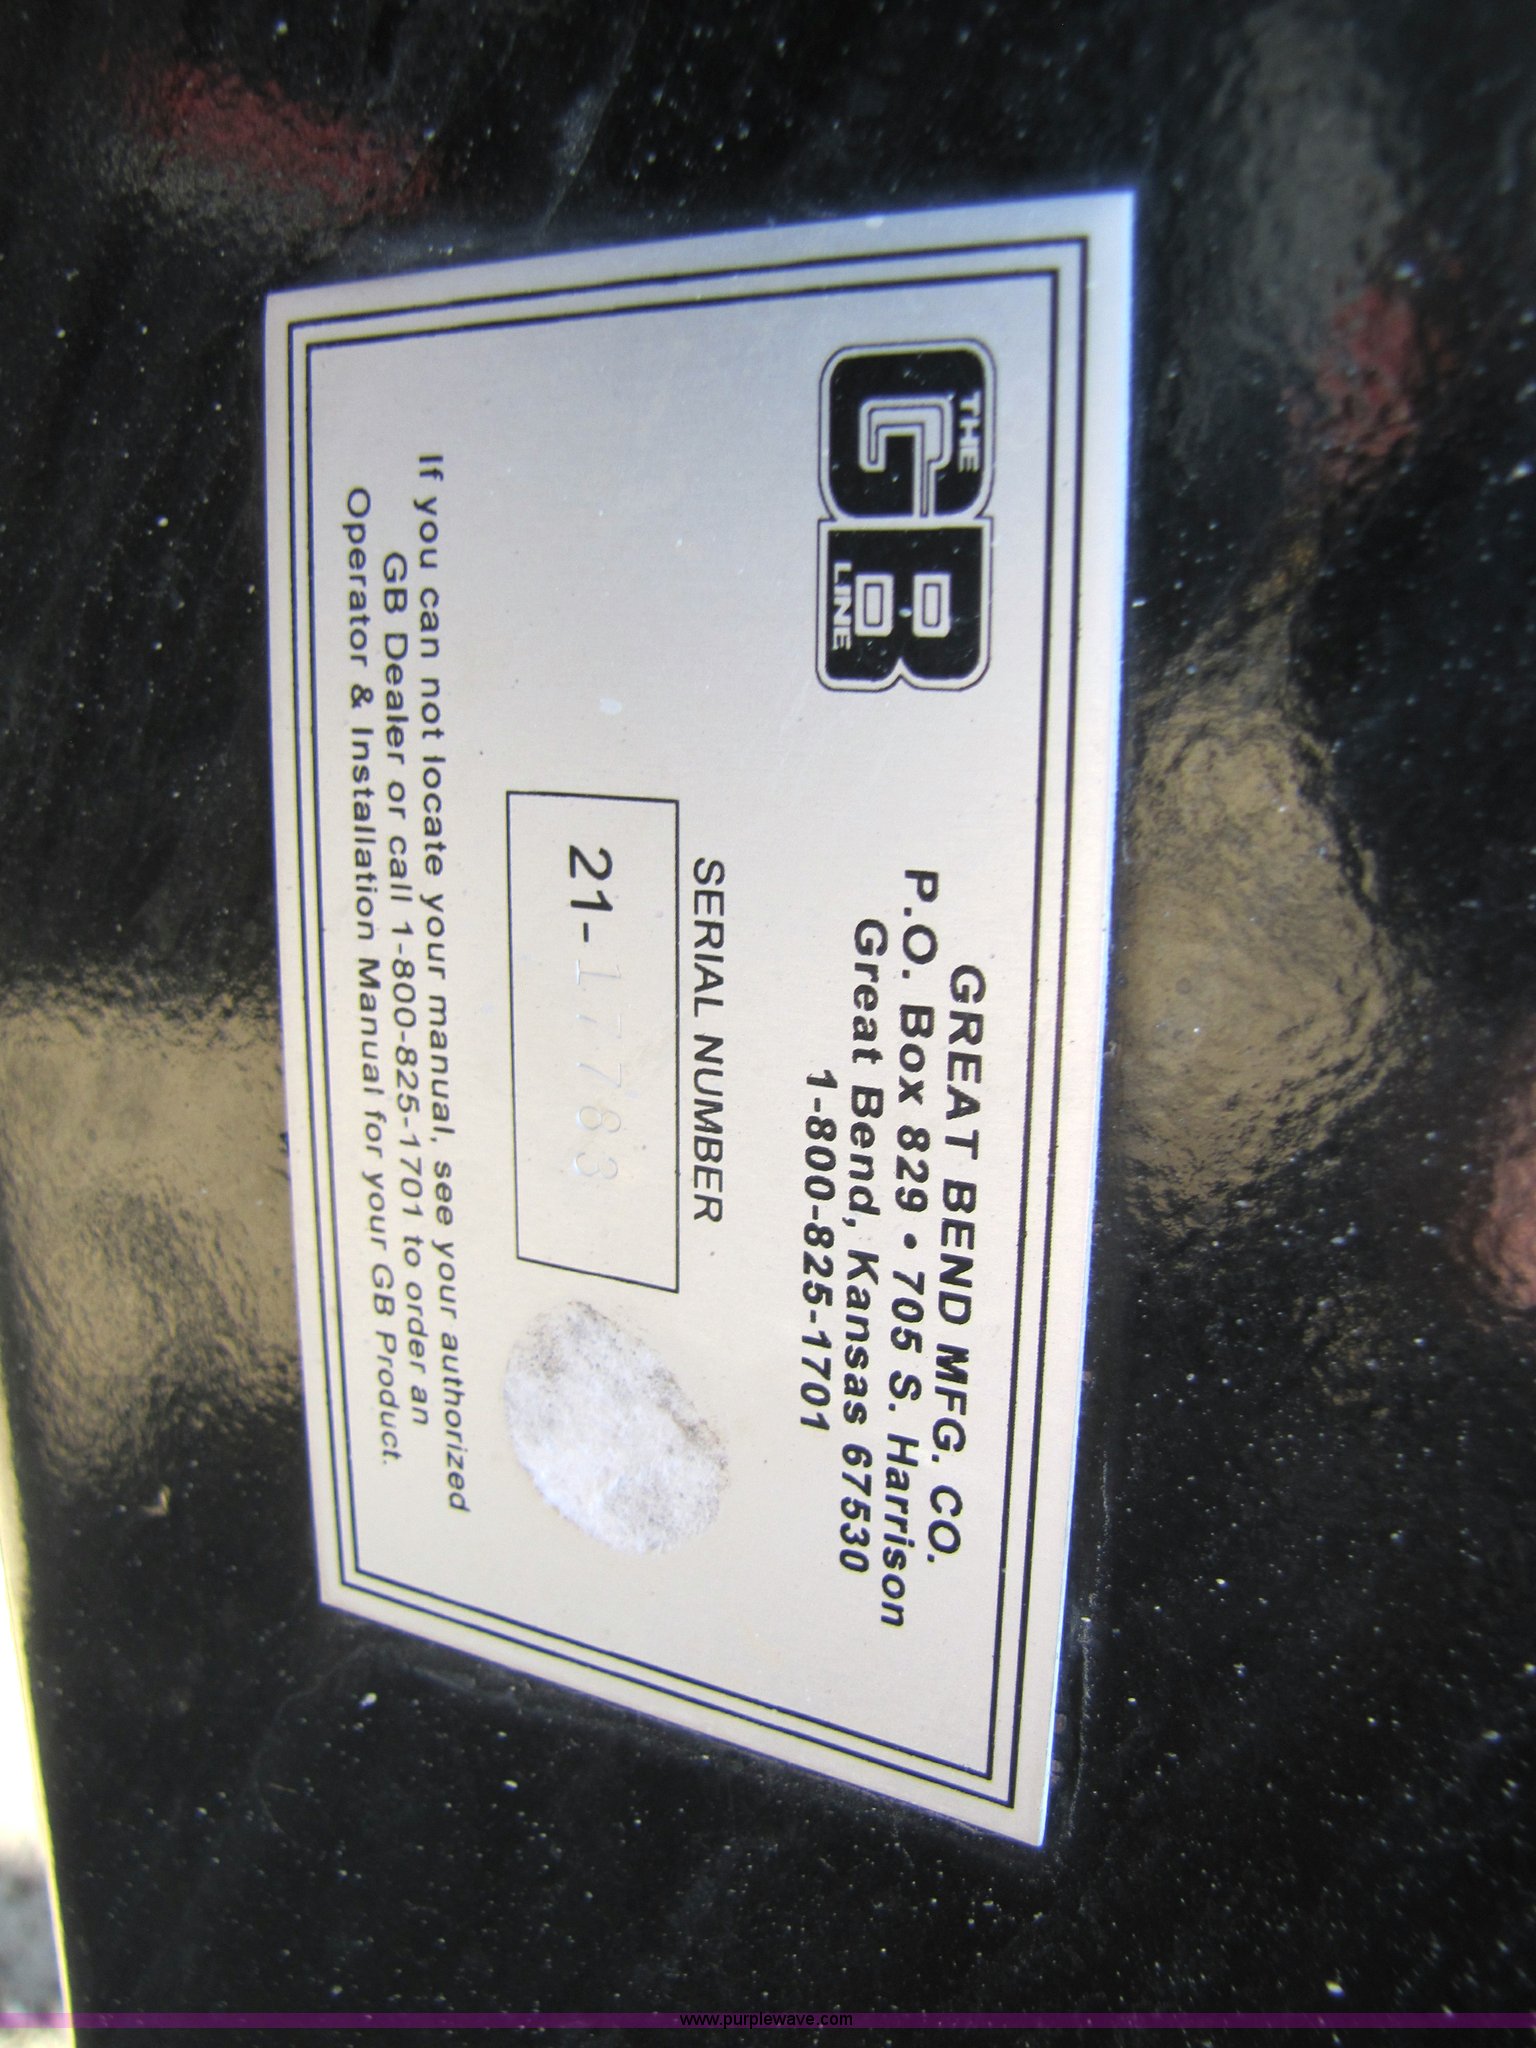 THE
GB
LINE
GREAT BEND MFG. CO.
P.O. Box 829 • 705 S. Harrison
Great Bend, Kansas 67530
1-800-825-1701
SERIAL NUMBER
21-17783
If you can not locate your manual, see your authorized
GB Dealer or call 1-800-825-1701 to order an
Operator & Installation Manual for your GB Product.
www.purplewave.com